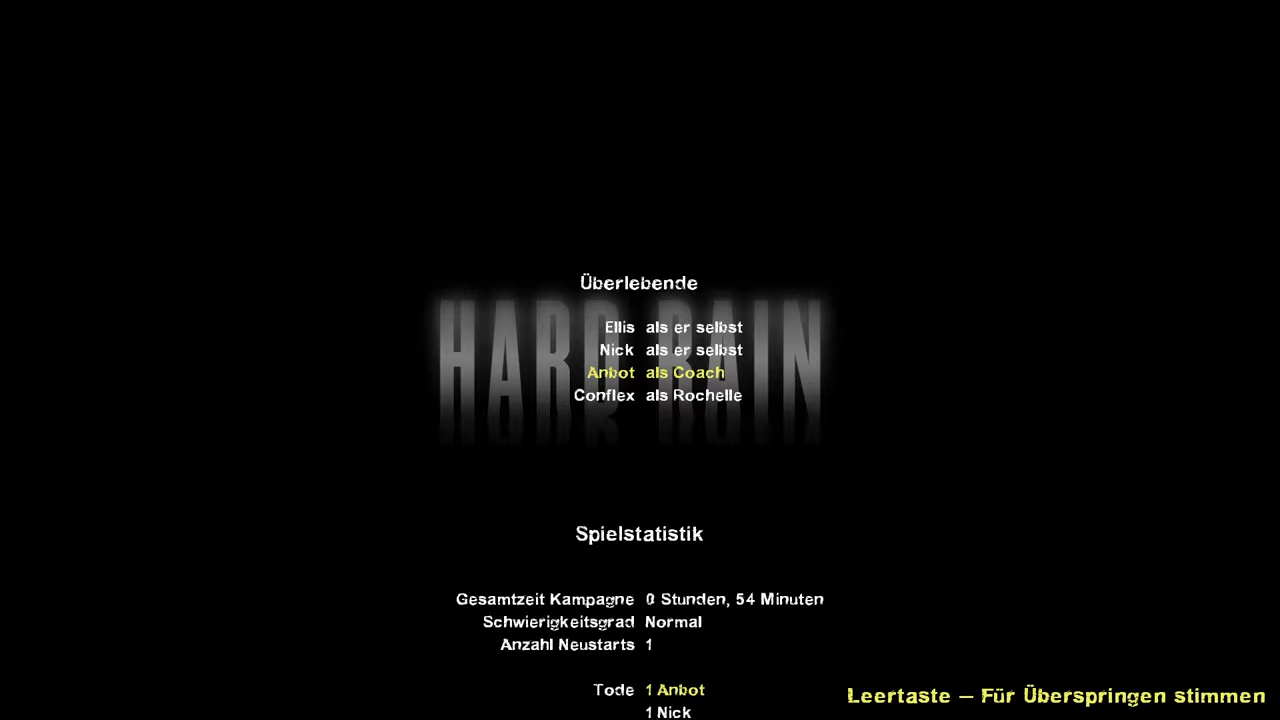 Überlebende
HARD RAIN
Ellis als er selbst
Nick als er selbst
Anbot als Coach
Conflex als Rochelle
Spielstatistik
Gesamtzeit Kampagne 0 Stunden, 54 Minuten
Schwierigkeitsgrad Normal
Anzahl Neustarts 1
Tode 1 Anbot
1 Nick
Leertaste – Für Überspringen stimmen